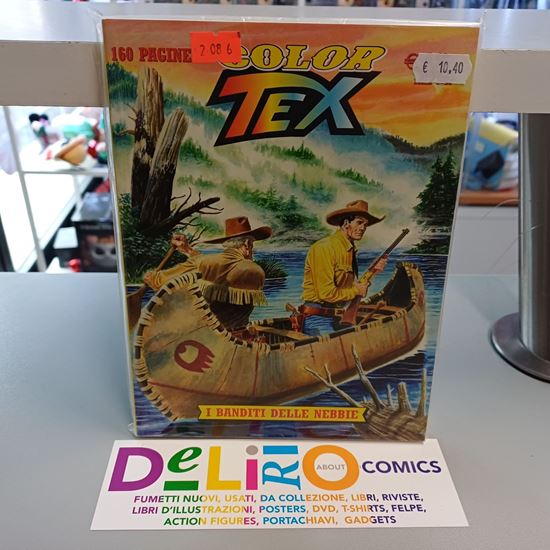 160 PAGINE
2086
COLOR
TEX
€ 10,40
I BANDITI DELLE NEBBIE
DeLiRiO ABOUT COMICS
FUMETTI NUOVI, USATI, DA COLLEZIONE, LIBRI, RIVISTE,
LIBRI D'ILLUSTRAZIONI, POSTERS, DVD, T-SHIRTS, FELPE,
ACTION FIGURES, PORTACHIAVI, GADGETS